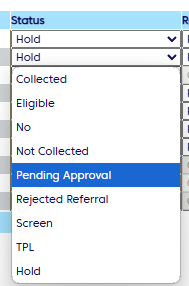 Status
Hold
Hold
Collected
Eligible
No
Not Collected
Pending Approval
Rejected Referral
Screen
TPL
Hold